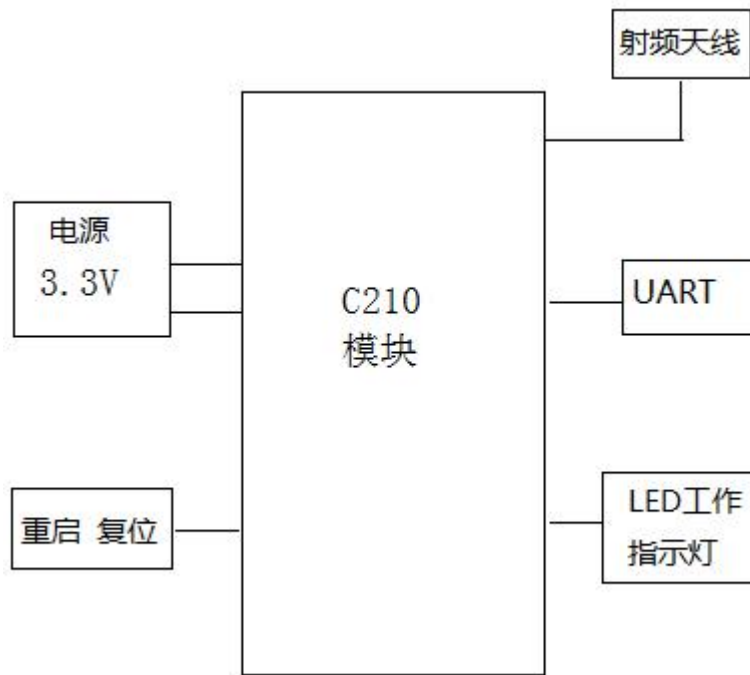 射频天线
电源
3.3V
C210
模块
UART
重启 复位
LED工作
指示灯